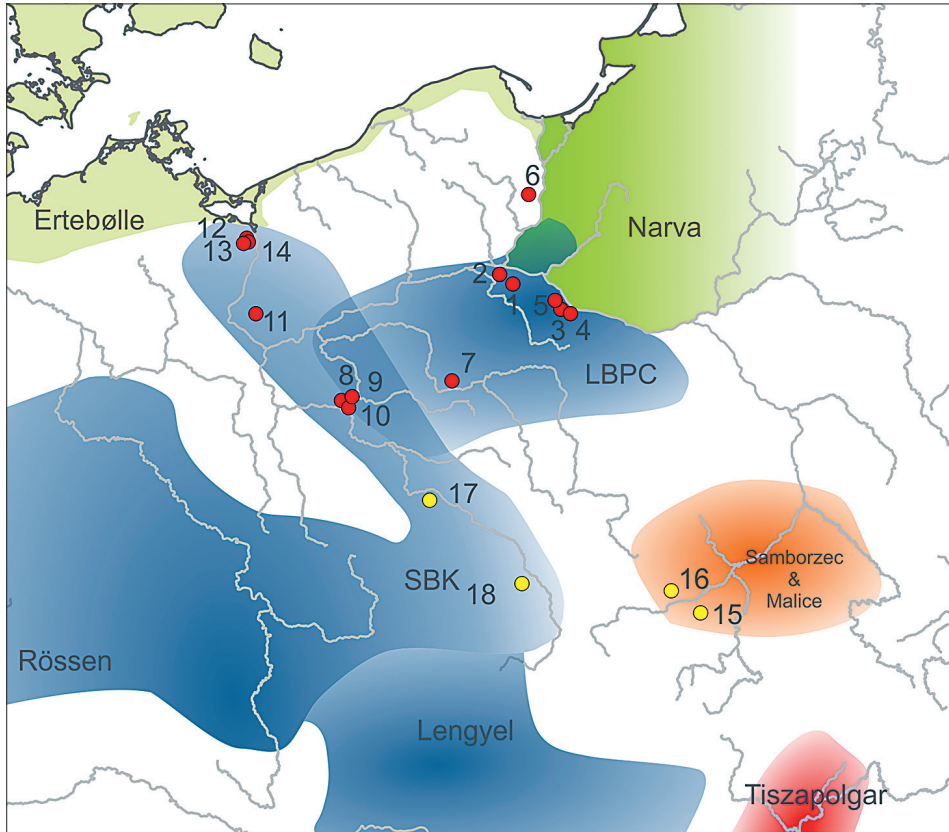 6
Ertebølle
12
Narva
13
14
2
1
5
11
3
4
7
LBPC
8
9
10
17
Samborzec
&
Malice
SBK
16
18
15
Rössen
Lengyel
Tiszapolgar